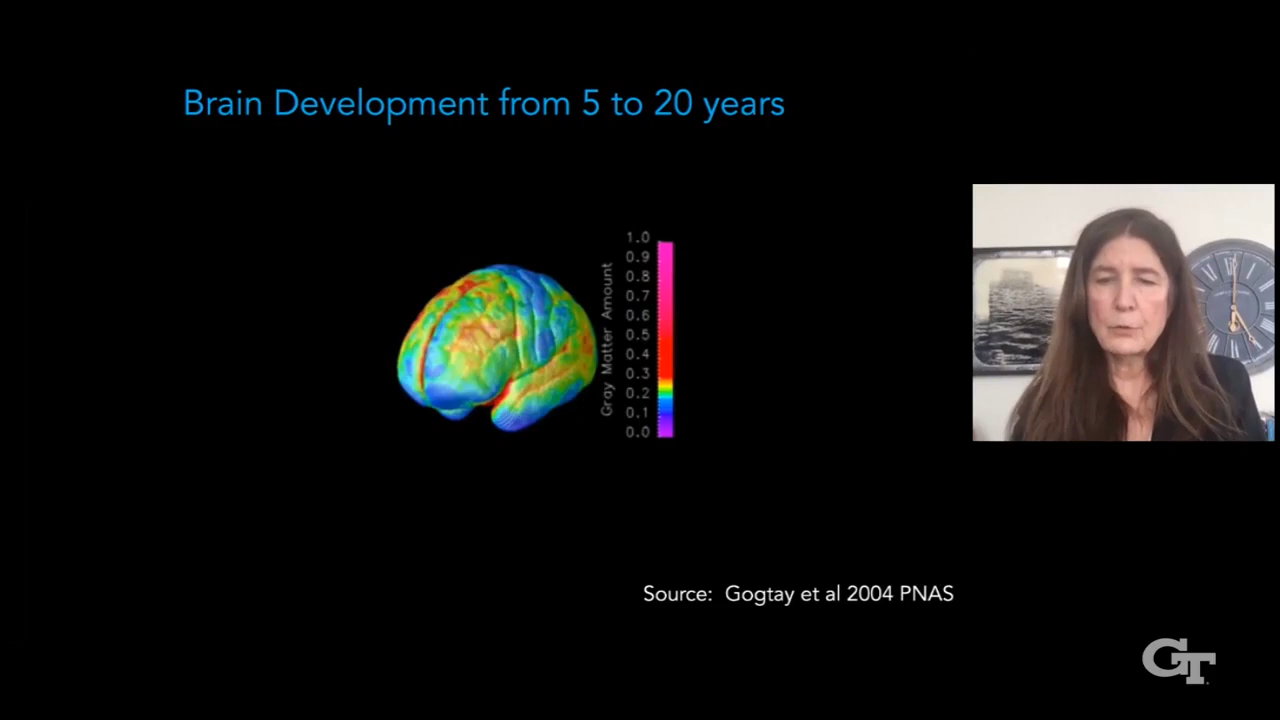 Brain Development from 5 to 20 years
Gray Matter Amount
1.0
0.9
0.8
0.7
0.6
0.5
0.4
0.3
0.2
0.1
0.0
Source: Gogtay et al 2004 PNAS
GT